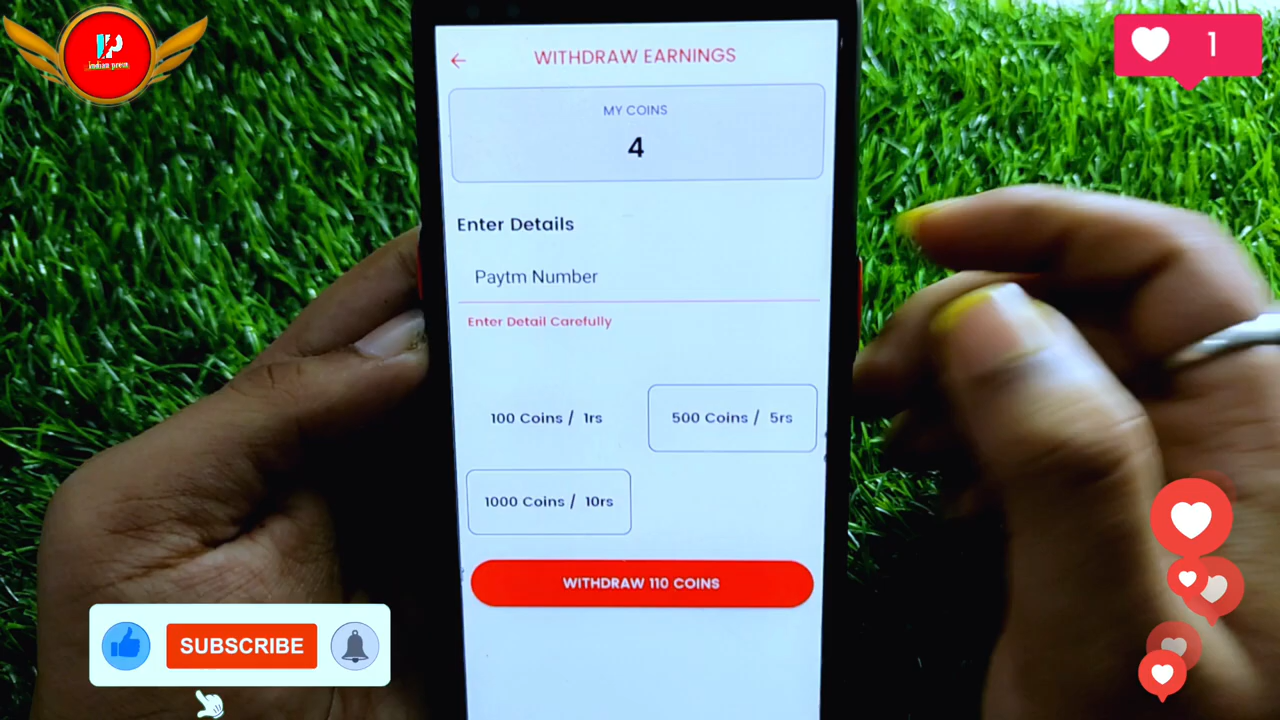 IP
indian prem
1
WITHDRAW EARNINGS
MY COINS
4
Enter Details
Paytm Number
Enter Detail Carefully
100 Coins / 1rs
500 Coins / 5rs
1000 Coins / 10rs
WITHDRAW 110 COINS
SUBSCRIBE